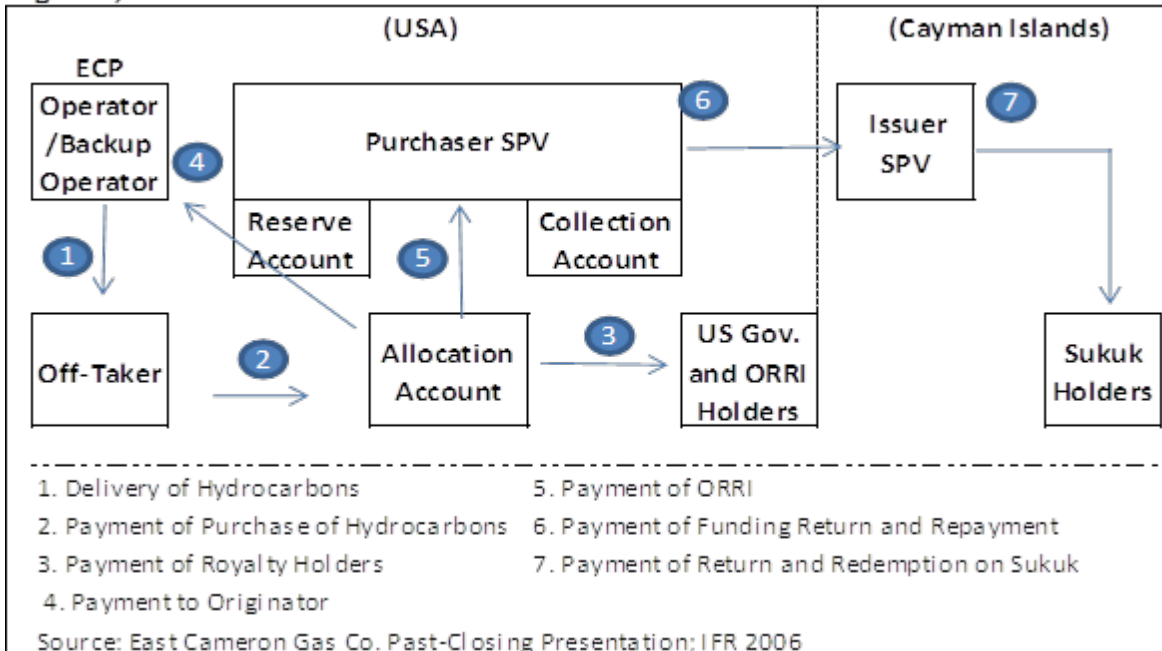 (USA)
(Cayman Islands)
ECP
Operator
/Backup
Operator
Purchaser SPV
Issuer
SPV
Reserve
Account
Collection
Account
Off-Taker
Allocation
Account
US Gov.
and ORRI
Holders
Sukuk
Holders
1
2
3
4
5
6
7
1. Delivery of Hydrocarbons
2. Payment of Purchase of Hydrocarbons
3. Payment of Royalty Holders
4. Payment to Originator
5. Payment of ORRI
6. Payment of Funding Return and Repayment
7. Payment of Return and Redemption on Sukuk
Source: East Cameron Gas Co. Past-Closing Presentation; IFR 2006